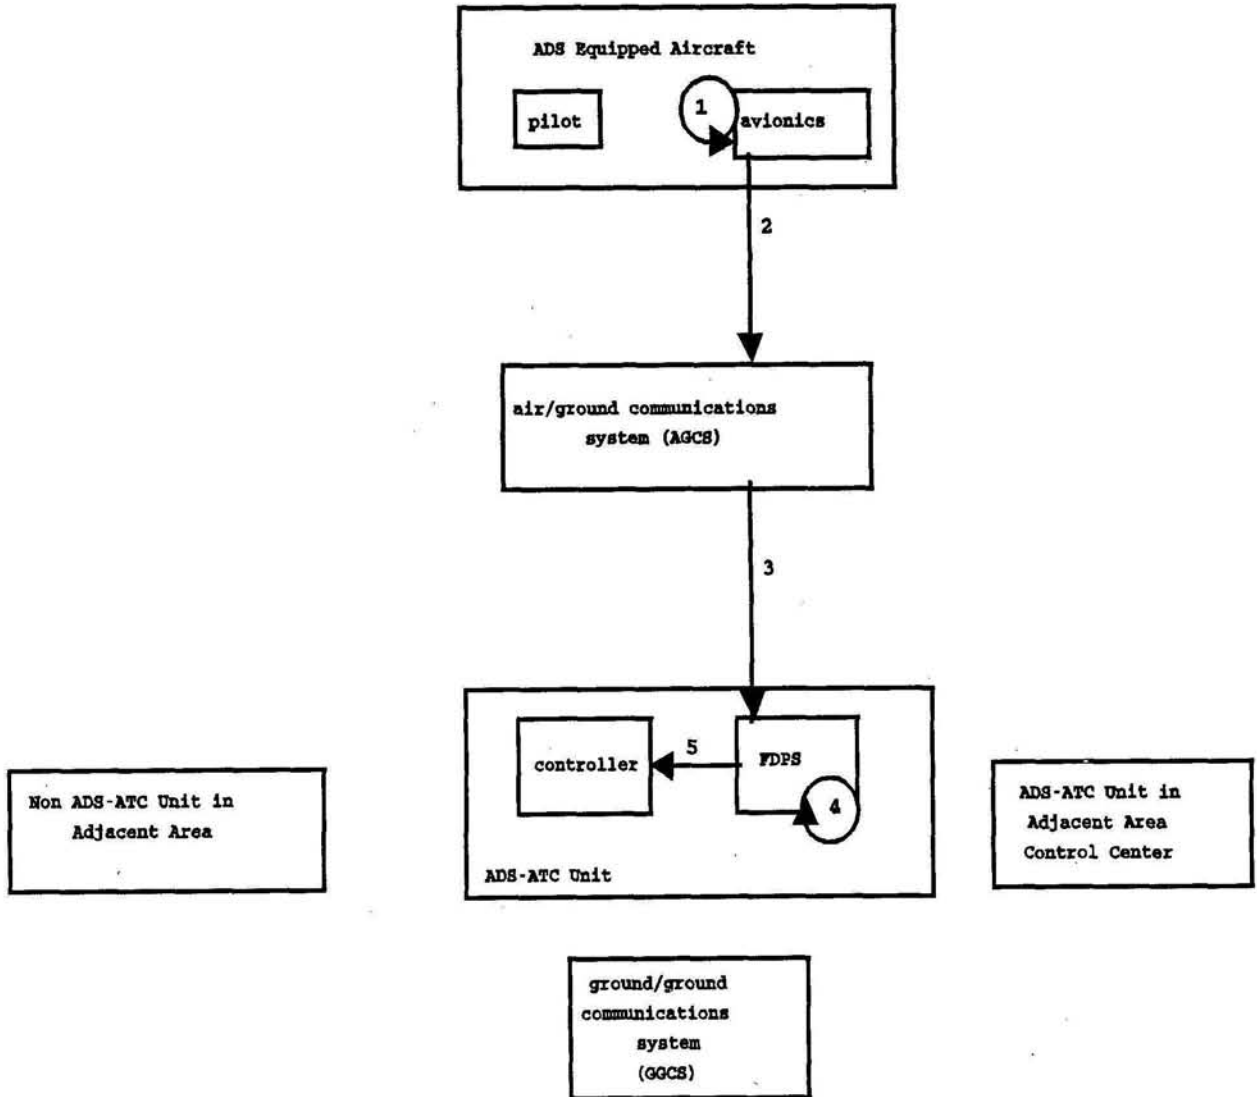 ADS Equipped Aircraft
pilot
1
avionics
2
air/ground communications
system (AGCS)
3
controller
5
FDPS
4
ADS-ATC Unit
Non ADS-ATC Unit in
Adjacent Area
ADS-ATC Unit in
Adjacent Area
Control Center
ground/ground
communications
system
(GGCS)